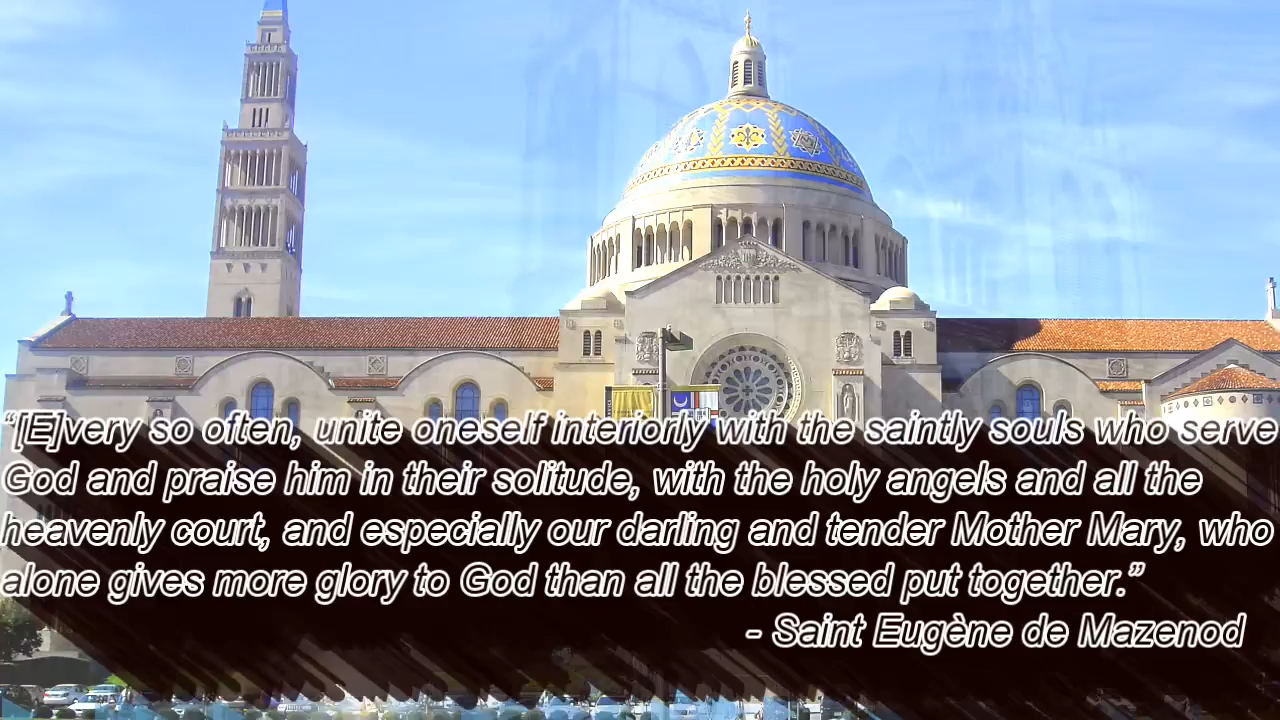 “[E]very so often, unite oneself interiorly with the saintly souls who serve
God and praise him in their solitude, with the holy angels and all the
heavenly court, and especially our darling and tender Mother Mary, who
alone gives more glory to God than all the blessed put together.”
- Saint Eugène de Mazenod